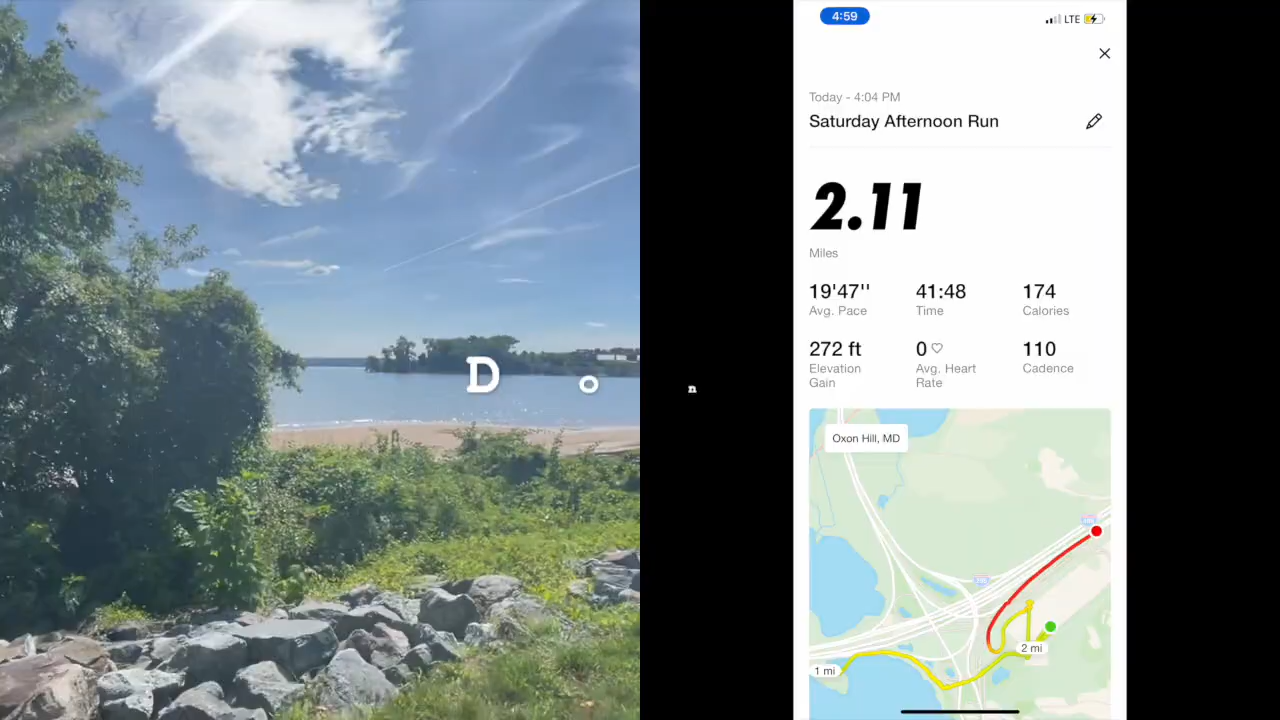 D o n
4:59 LTE
Today - 4:04 PM
Saturday Afternoon Run
2.11
Miles
19'47'' 41:48 174
Avg. Pace Time Calories
272 ft 0 110
Elevation Gain Avg. Heart Rate Cadence
Oxon Hill, MD
2 mi
1 mi